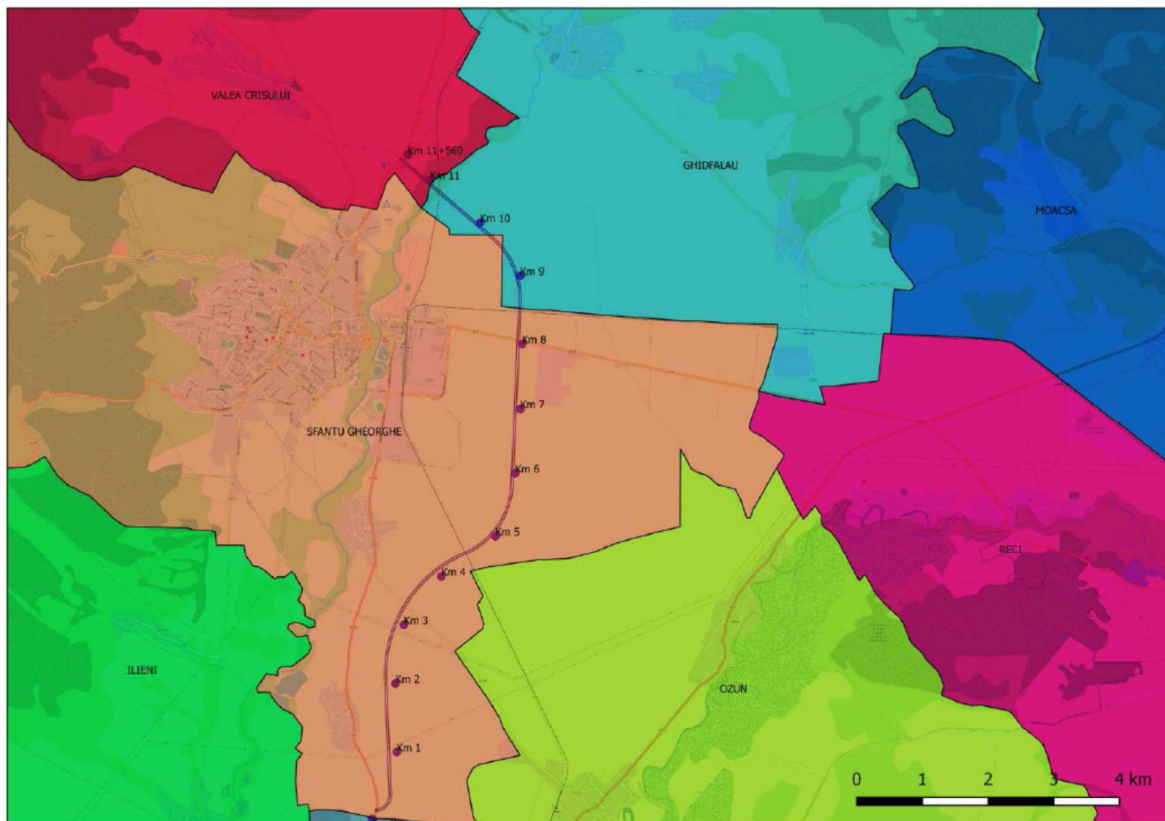 VALEA CRISULUI
GHIDFALAU
MOACSA
Km 11+560
Km 11
Km 10
Km 9
Km 8
Km 7
SFANTU GHEORGHE
Km 6
Km 5
Km 4
RECI
Km 3
ILIENI
Km 2
OZUN
Km 1
0 1 2 3 4 km